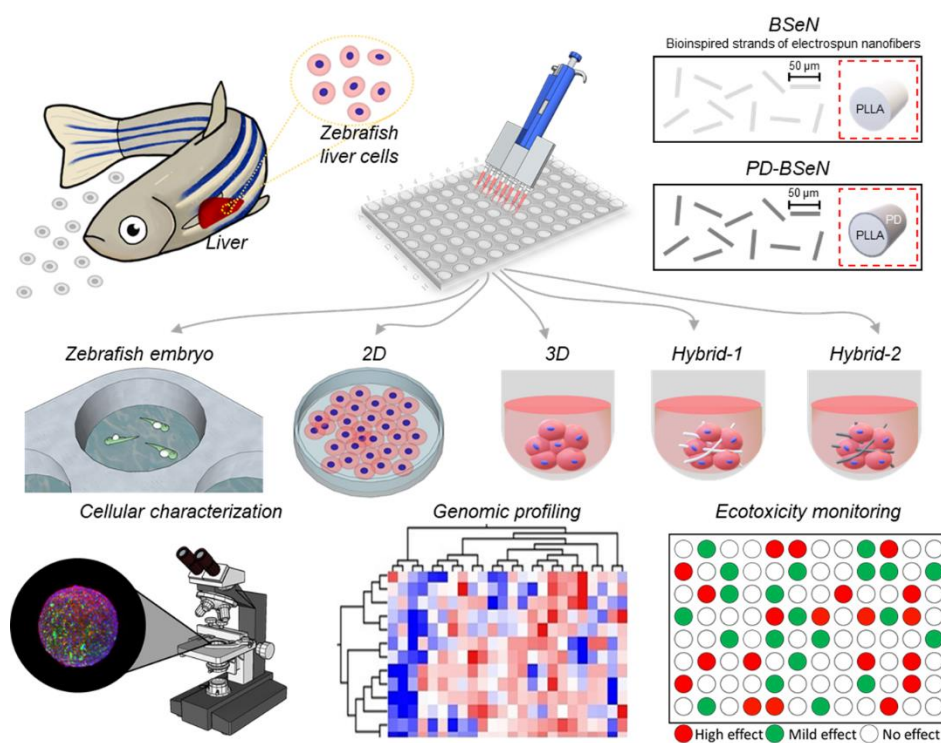 BSeN
Bioinspired strands of electrospun nanofibers
50 μm
PLLA
Zebrafish
liver cells
Liver
PD-BSeN
50 μm
PLLA
PD
Zebrafish embryo
2D
3D
Hybrid-1
Hybrid-2
Cellular characterization
Genomic profiling
Ecotoxicity monitoring
High effect
Mild effect
No effect